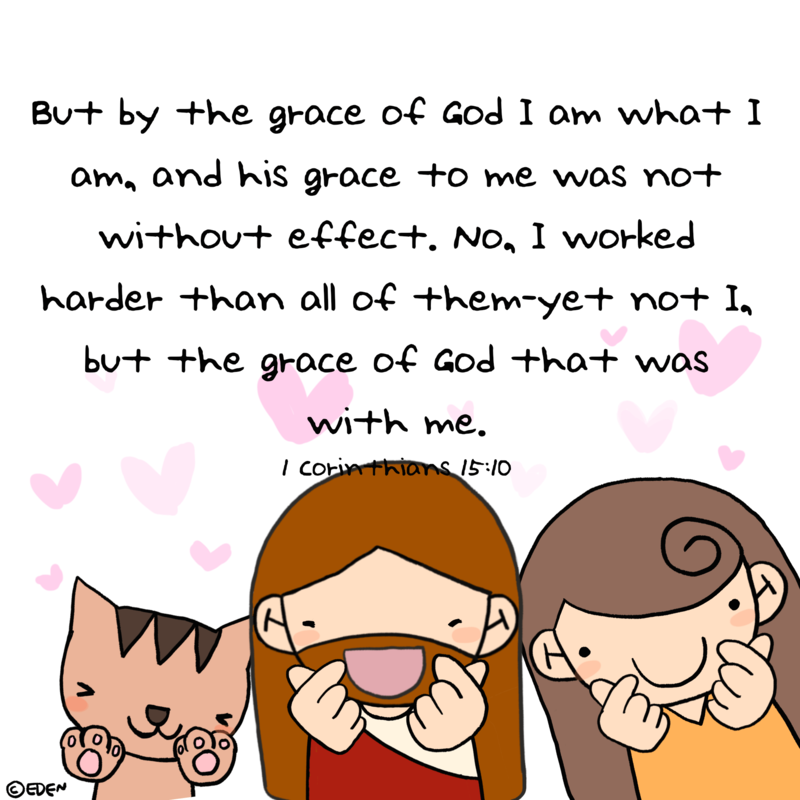 But by the grace of God I am what I
am, and his grace to me was not
without effect. No, I worked
harder than all of them-yet not I,
but the grace of God that was
with me.
1 Corinthians 15:10
©EDEN